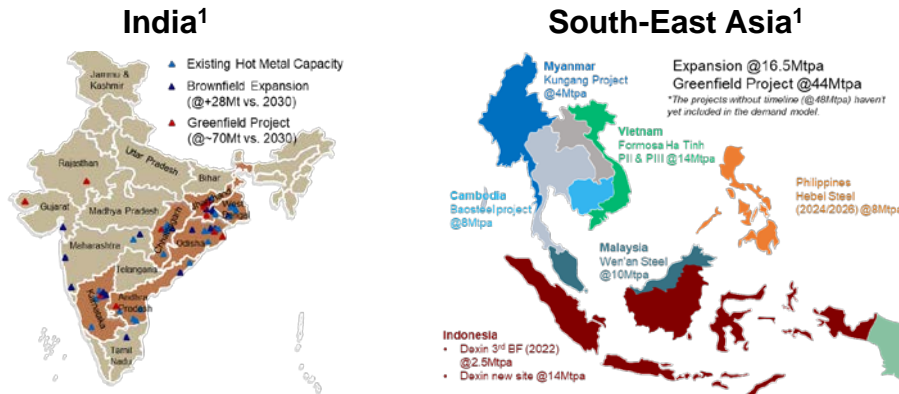 India¹
South-East Asia¹
Existing Hot Metal Capacity
Brownfield Expansion
(@+28Mt vs. 2030)
Greenfield Project
(@~70Mt vs. 2030)
Jammu &
Kashmir
Rajasthan
Uttar Pradesh
Bihar
Gujarat
Madhya Pradesh
Jharkhand
West
Bengal
Chhattisgarh
Odisha
Maharashtra
Telangana
Karnataka
Andhra
Pradesh
Tamil
Nadu
Expansion @16.5Mtpa
Greenfield Project @44Mtpa
*The projects without timeline (@48Mtpa) haven't
yet included in the demand model.
Myanmar
Kungang Project
@4Mtpa
Vietnam
Formosa Ha Tinh
PII & PIII @14Mtpa
Cambodia
Baosteel project
@8Mtpa
Philippines
Hebei Steel
(2024/2026) @8Mtpa
Malaysia
Wen'an Steel
@10Mtpa
Indonesia
• Dexin 3rd BF (2022)
@2.5Mtpa
• Dexin new site @14Mtpa